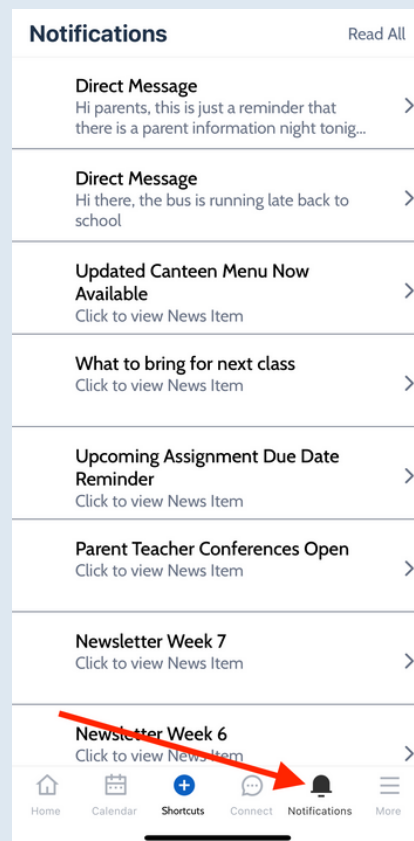 Notifications
Read All
Direct Message
Hi parents, this is just a reminder that
there is a parent information night tonig...
Direct Message
Hi there, the bus is running late back to
school
Updated Canteen Menu Now
Available
Click to view News Item
What to bring for next class
Click to view News Item
Upcoming Assignment Due Date
Reminder
Click to view News Item
Parent Teacher Conferences Open
Click to view News Item
Newsletter Week 7
Click to view News Item
Newsletter Week 6
Click to view News Item
Home
Calendar
Shortcuts
Connect
Notifications
More